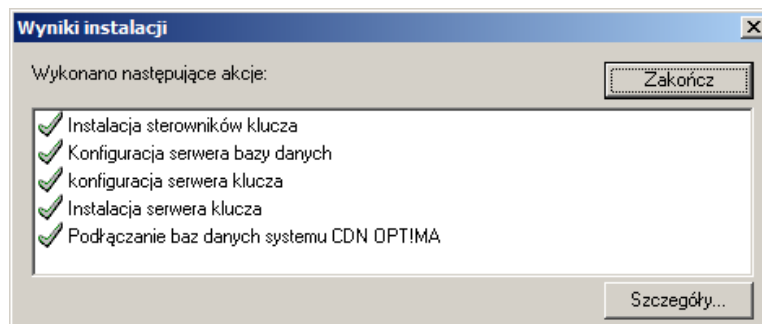 Wyniki instalacji
Wykonano następujące akcje:
Zakończ
Instalacja sterowników klucza
Konfiguracja serwera bazy danych
konfiguracja serwera klucza
Instalacja serwera klucza
Podłączanie baz danych systemu CDN OPT!MA
Szczegóły...